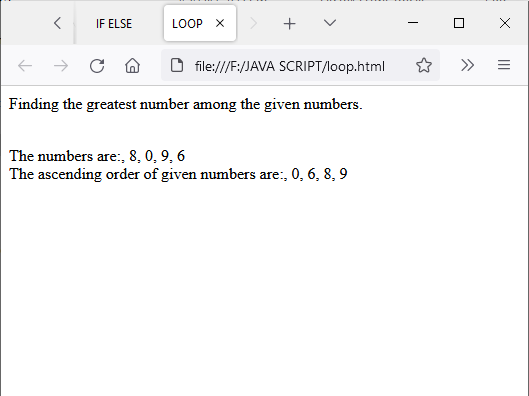 IF ELSE
LOOP
file:///F:/JAVA SCRIPT/loop.html
Finding the greatest number among the given numbers.
The numbers are:, 8, 0, 9, 6
The ascending order of given numbers are:, 0, 6, 8, 9